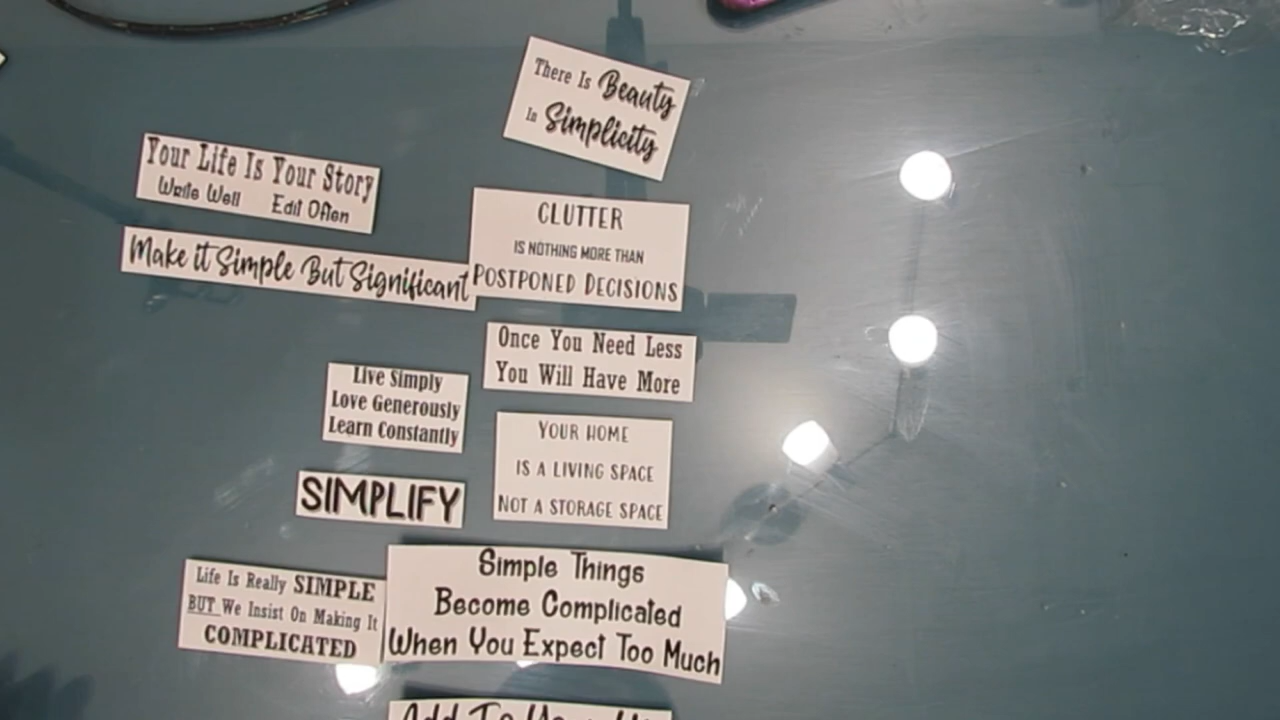 There Is Beauty
In Simplicity
Your Life Is Your Story
Write Well Edit Often
Make it Simple But Significant
CLUTTER
IS NOTHING MORE THAN
POSTPONED DECISIONS
Once You Need Less
You Will Have More
Live Simply
Love Generously
Learn Constantly
YOUR HOME
IS A LIVING SPACE
NOT A STORAGE SPACE
SIMPLIFY
Life Is Really SIMPLE
BUT We Insist On Making It
COMPLICATED
Simple Things
Become Complicated
When You Expect Too Much
Add To